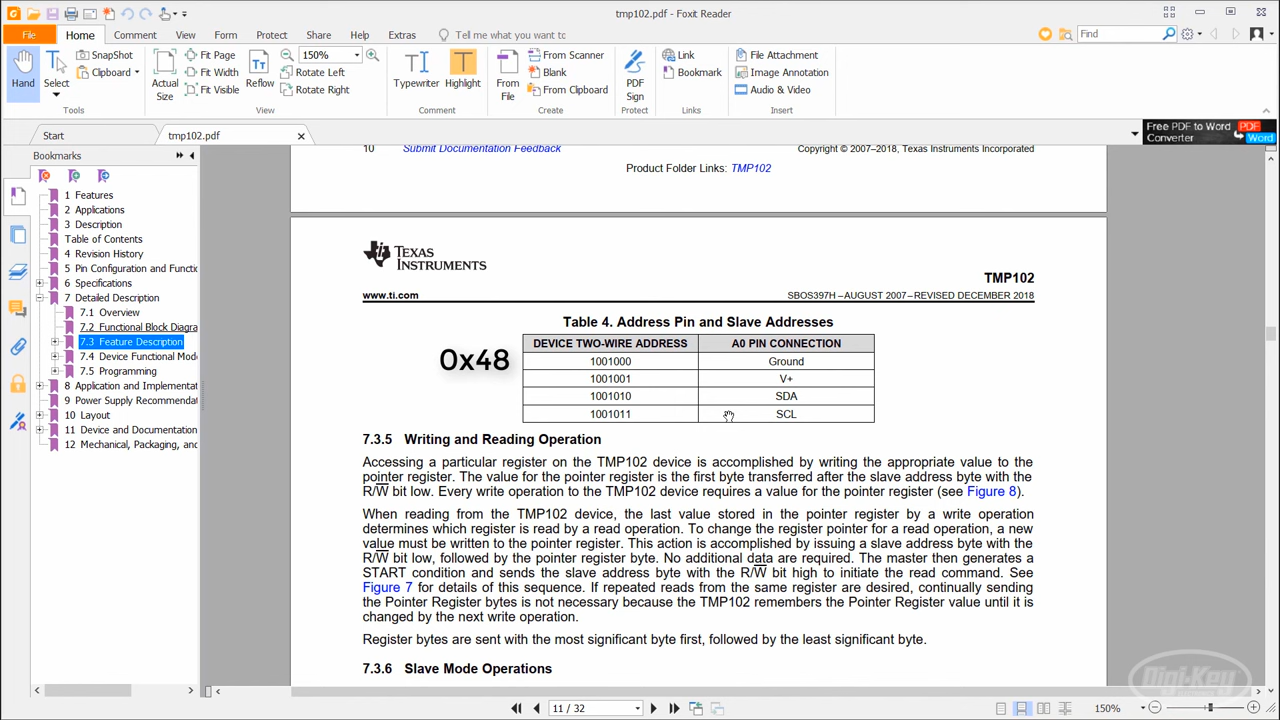 tmp102.pdf - Foxit Reader
File Home Comment View Form Protect Share Help Extras Tell me what you want to do Find
Hand
Select
SnapShot
Clipboard
Tools
Actual
Size
Fit Page
Fit Width
Fit Visible
Reflow
150%
Rotate Left
Rotate Right
View
Typewriter
Highlight
Comment
From
File
From Scanner
Blank
From Clipboard
Create
PDF
Sign
Protect
Link
Bookmark
Links
File Attachment
Image Annotation
Audio & Video
Insert
Start
tmp102.pdf
Free PDF to Word PDF
Converter Word
Bookmarks
1 Features
2 Applications
3 Description
Table of Contents
4 Revision History
5 Pin Configuration and Functi
6 Specifications
7 Detailed Description
7.1 Overview
7.2 Functional Block Diagra
7.3 Feature Description
7.4 Device Functional Mod
7.5 Programming
8 Application and Implementat
9 Power Supply Recommendat
10 Layout
11 Device and Documentation
12 Mechanical, Packaging, an
10 Submit Documentation Feedback Copyright © 2007–2018, Texas Instruments Incorporated
Product Folder Links: TMP102
TEXAS
INSTRUMENTS
TMP102
www.ti.com SBOS397H –AUGUST 2007–REVISED DECEMBER 2018
Table 4. Address Pin and Slave Addresses
DEVICE TWO-WIRE ADDRESS A0 PIN CONNECTION
0x48 1001000 Ground
1001001 V+
1001010 SDA
1001011 SCL
7.3.5 Writing and Reading Operation
Accessing a particular register on the TMP102 device is accomplished by writing the appropriate value to the
pointer register. The value for the pointer register is the first byte transferred after the slave address byte with the
R/W bit low. Every write operation to the TMP102 device requires a value for the pointer register (see Figure 8).
When reading from the TMP102 device, the last value stored in the pointer register by a write operation
determines which register is read by a read operation. To change the register pointer for a read operation, a new
value must be written to the pointer register. This action is accomplished by issuing a slave address byte with the
R/W bit low, followed by the pointer register byte. No additional data are required. The master then generates a
START condition and sends the slave address byte with the R/W bit high to initiate the read command. See
Figure 7 for details of this sequence. If repeated reads from the same register are desired, continually sending
the Pointer Register bytes is not necessary because the TMP102 remembers the Pointer Register value until it is
changed by the next write operation.
Register bytes are sent with the most significant byte first, followed by the least significant byte.
7.3.6 Slave Mode Operations
Digi-Key
ELECTRONICS
11 / 32
150%